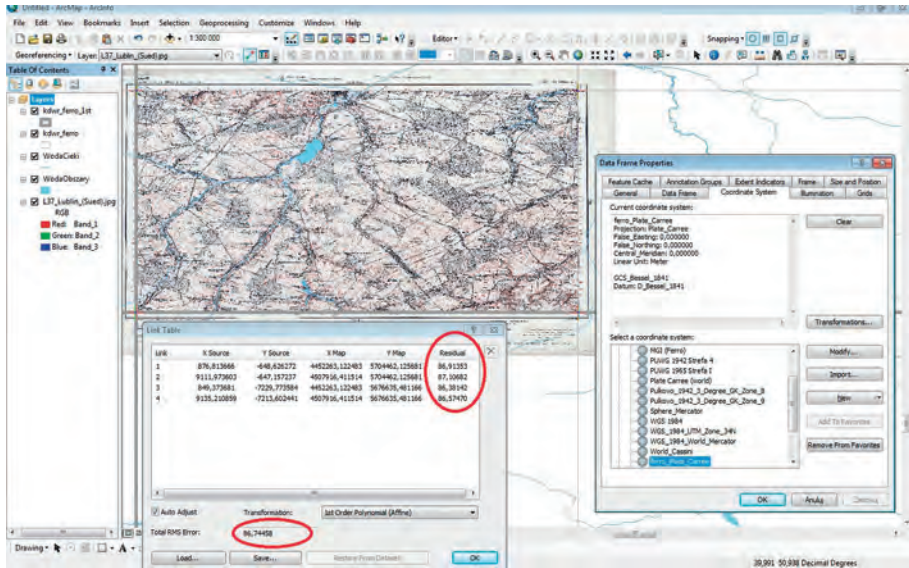 Untitled - ArcMap - ArcInfo
File Edit View Bookmarks Insert Selection Geoprocessing Customize Windows Help
1:300 000 Editor Snapping
Georeferencing Layer: L37_Lublin_(Sued).jpg
Table Of Contents
Layers
kdwr_ferro_1st
kdwr_ferro
WodaCieki
WodaObszary
L37_Lublin_(Sued).jpg
RGB
Red: Band_1
Green: Band_2
Blue: Band_3
Data Frame Properties
Feature Cache Annotation Groups Extent Indicators Frame Size and Position
General Data Frame Coordinate System Illumination Grids
Current coordinate system:
ferro_Plate_Carree
Projection: Plate_Carree
False_Easting: 0,000000
False_Northing: 0,000000
Central_Meridian: 0,000000
Linear Unit: Meter
GCS_Bessel_1841
Datum: D_Bessel_1841
Clear
Transformations...
Select a coordinate system:
MGI (Ferro)
PUWG 1942 Strefa 4
PUWG 1965 Strefa I
Plate Carree (world)
Pulkovo_1942_3_Degree_GK_Zone_8
Pulkovo_1942_3_Degree_GK_Zone_9
Sphere_Mercator
WGS 1984
WGS_1984_UTM_Zone_34N
WGS_1984_World_Mercator
World_Cassini
ferro_Plate_Carree
Modify...
Import...
New
Add To Favorites
Remove From Favorites
OK Anuluj
Link Table
Link X Source Y Source X Map Y Map Residual
1 876,813666 -648,626272 4452263,122483 5704462,125681 86,91353
2 9111,973603 -647,157237 4507916,411514 5704462,125681 87,10682
3 849,373681 -7229,773584 4452263,122483 5676635,481166 86,38142
4 9135,210859 -7213,602441 4507916,411514 5676635,481166 86,57470
Auto Adjust Transformation: 1st Order Polynomial (Affine)
Total RMS Error: 86,74458
Load... Save... Restore From Dataset OK
Drawing A
39,991 50,938 Decimal Degrees